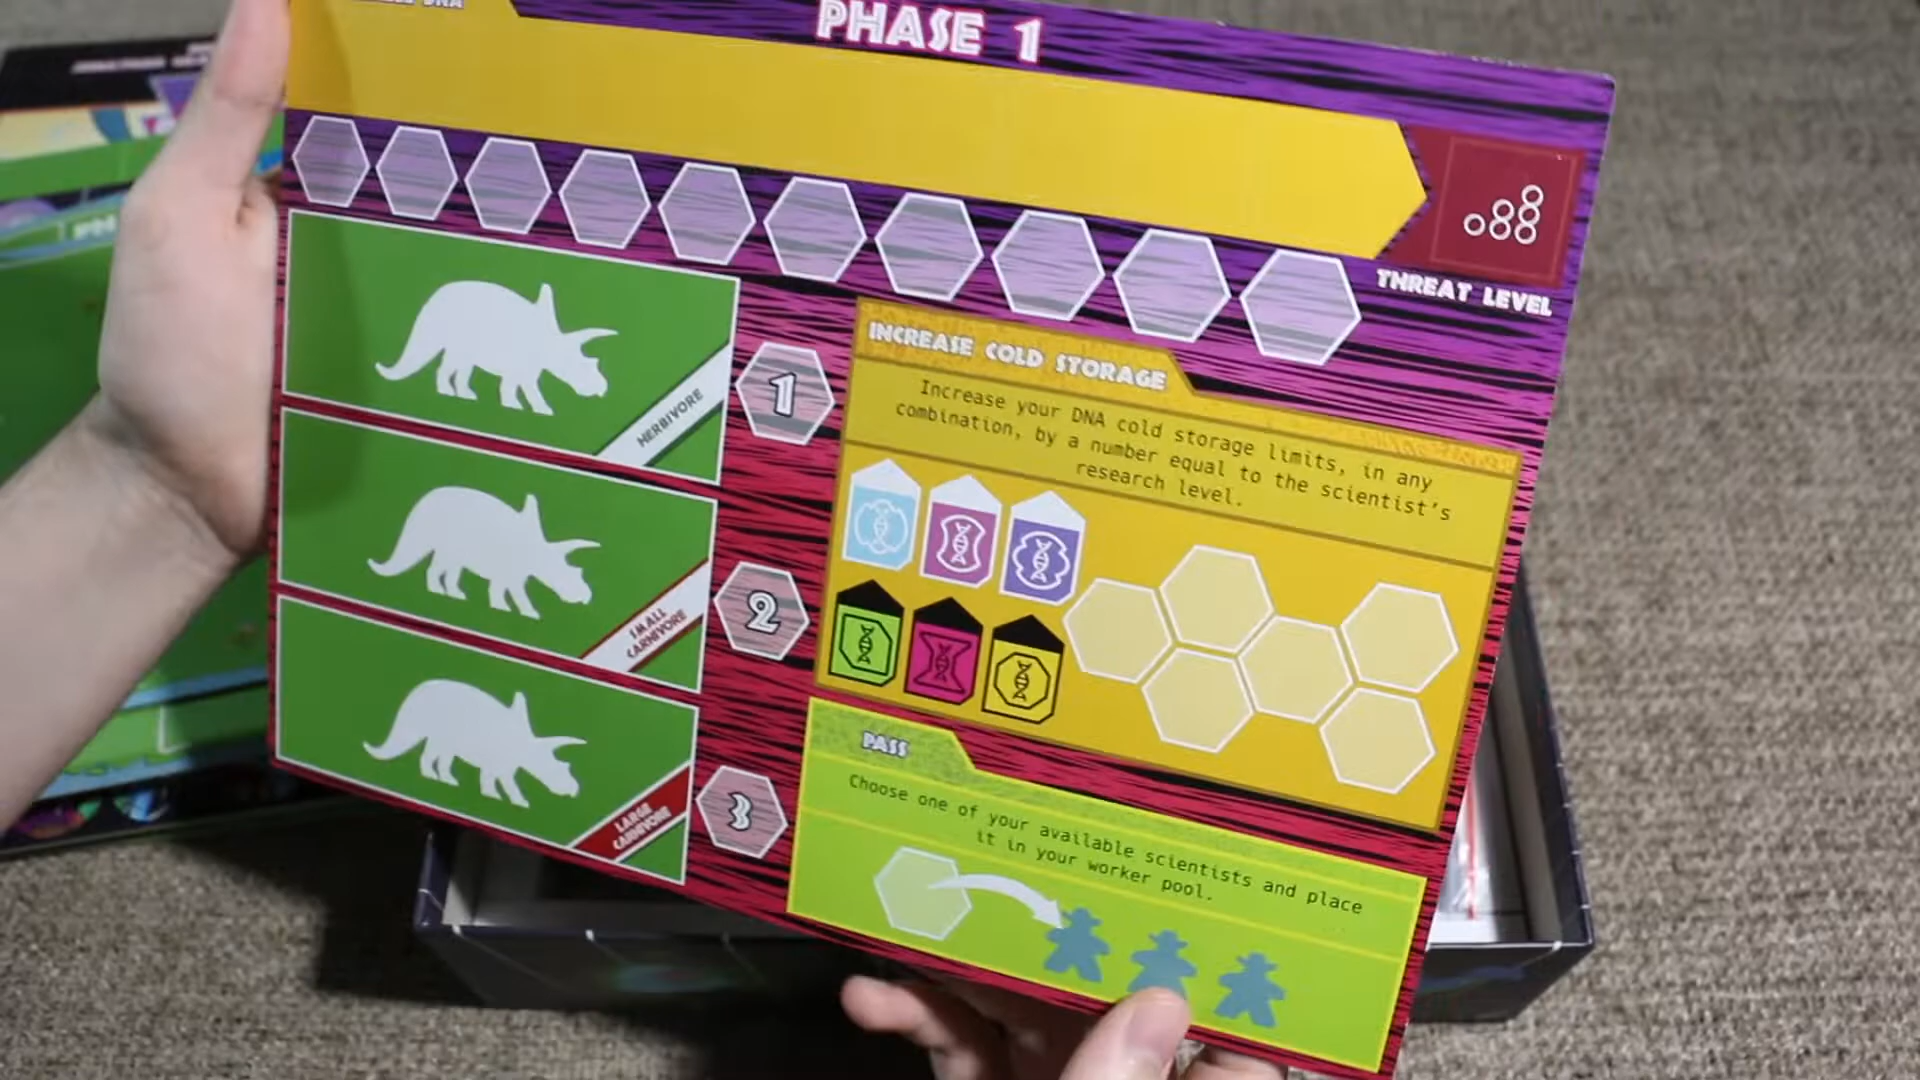 PHASE 1
DNA
THREAT LEVEL
HERBIVORE
1
INCREASE COLD STORAGE
Increase your DNA cold storage limits, in any
combination, by a number equal to the scientist's
research level.
SMALL
CARNIVORE
2
LARGE
CARNIVORE
3
PASS
Choose one of your available scientists and place
it in your worker pool.